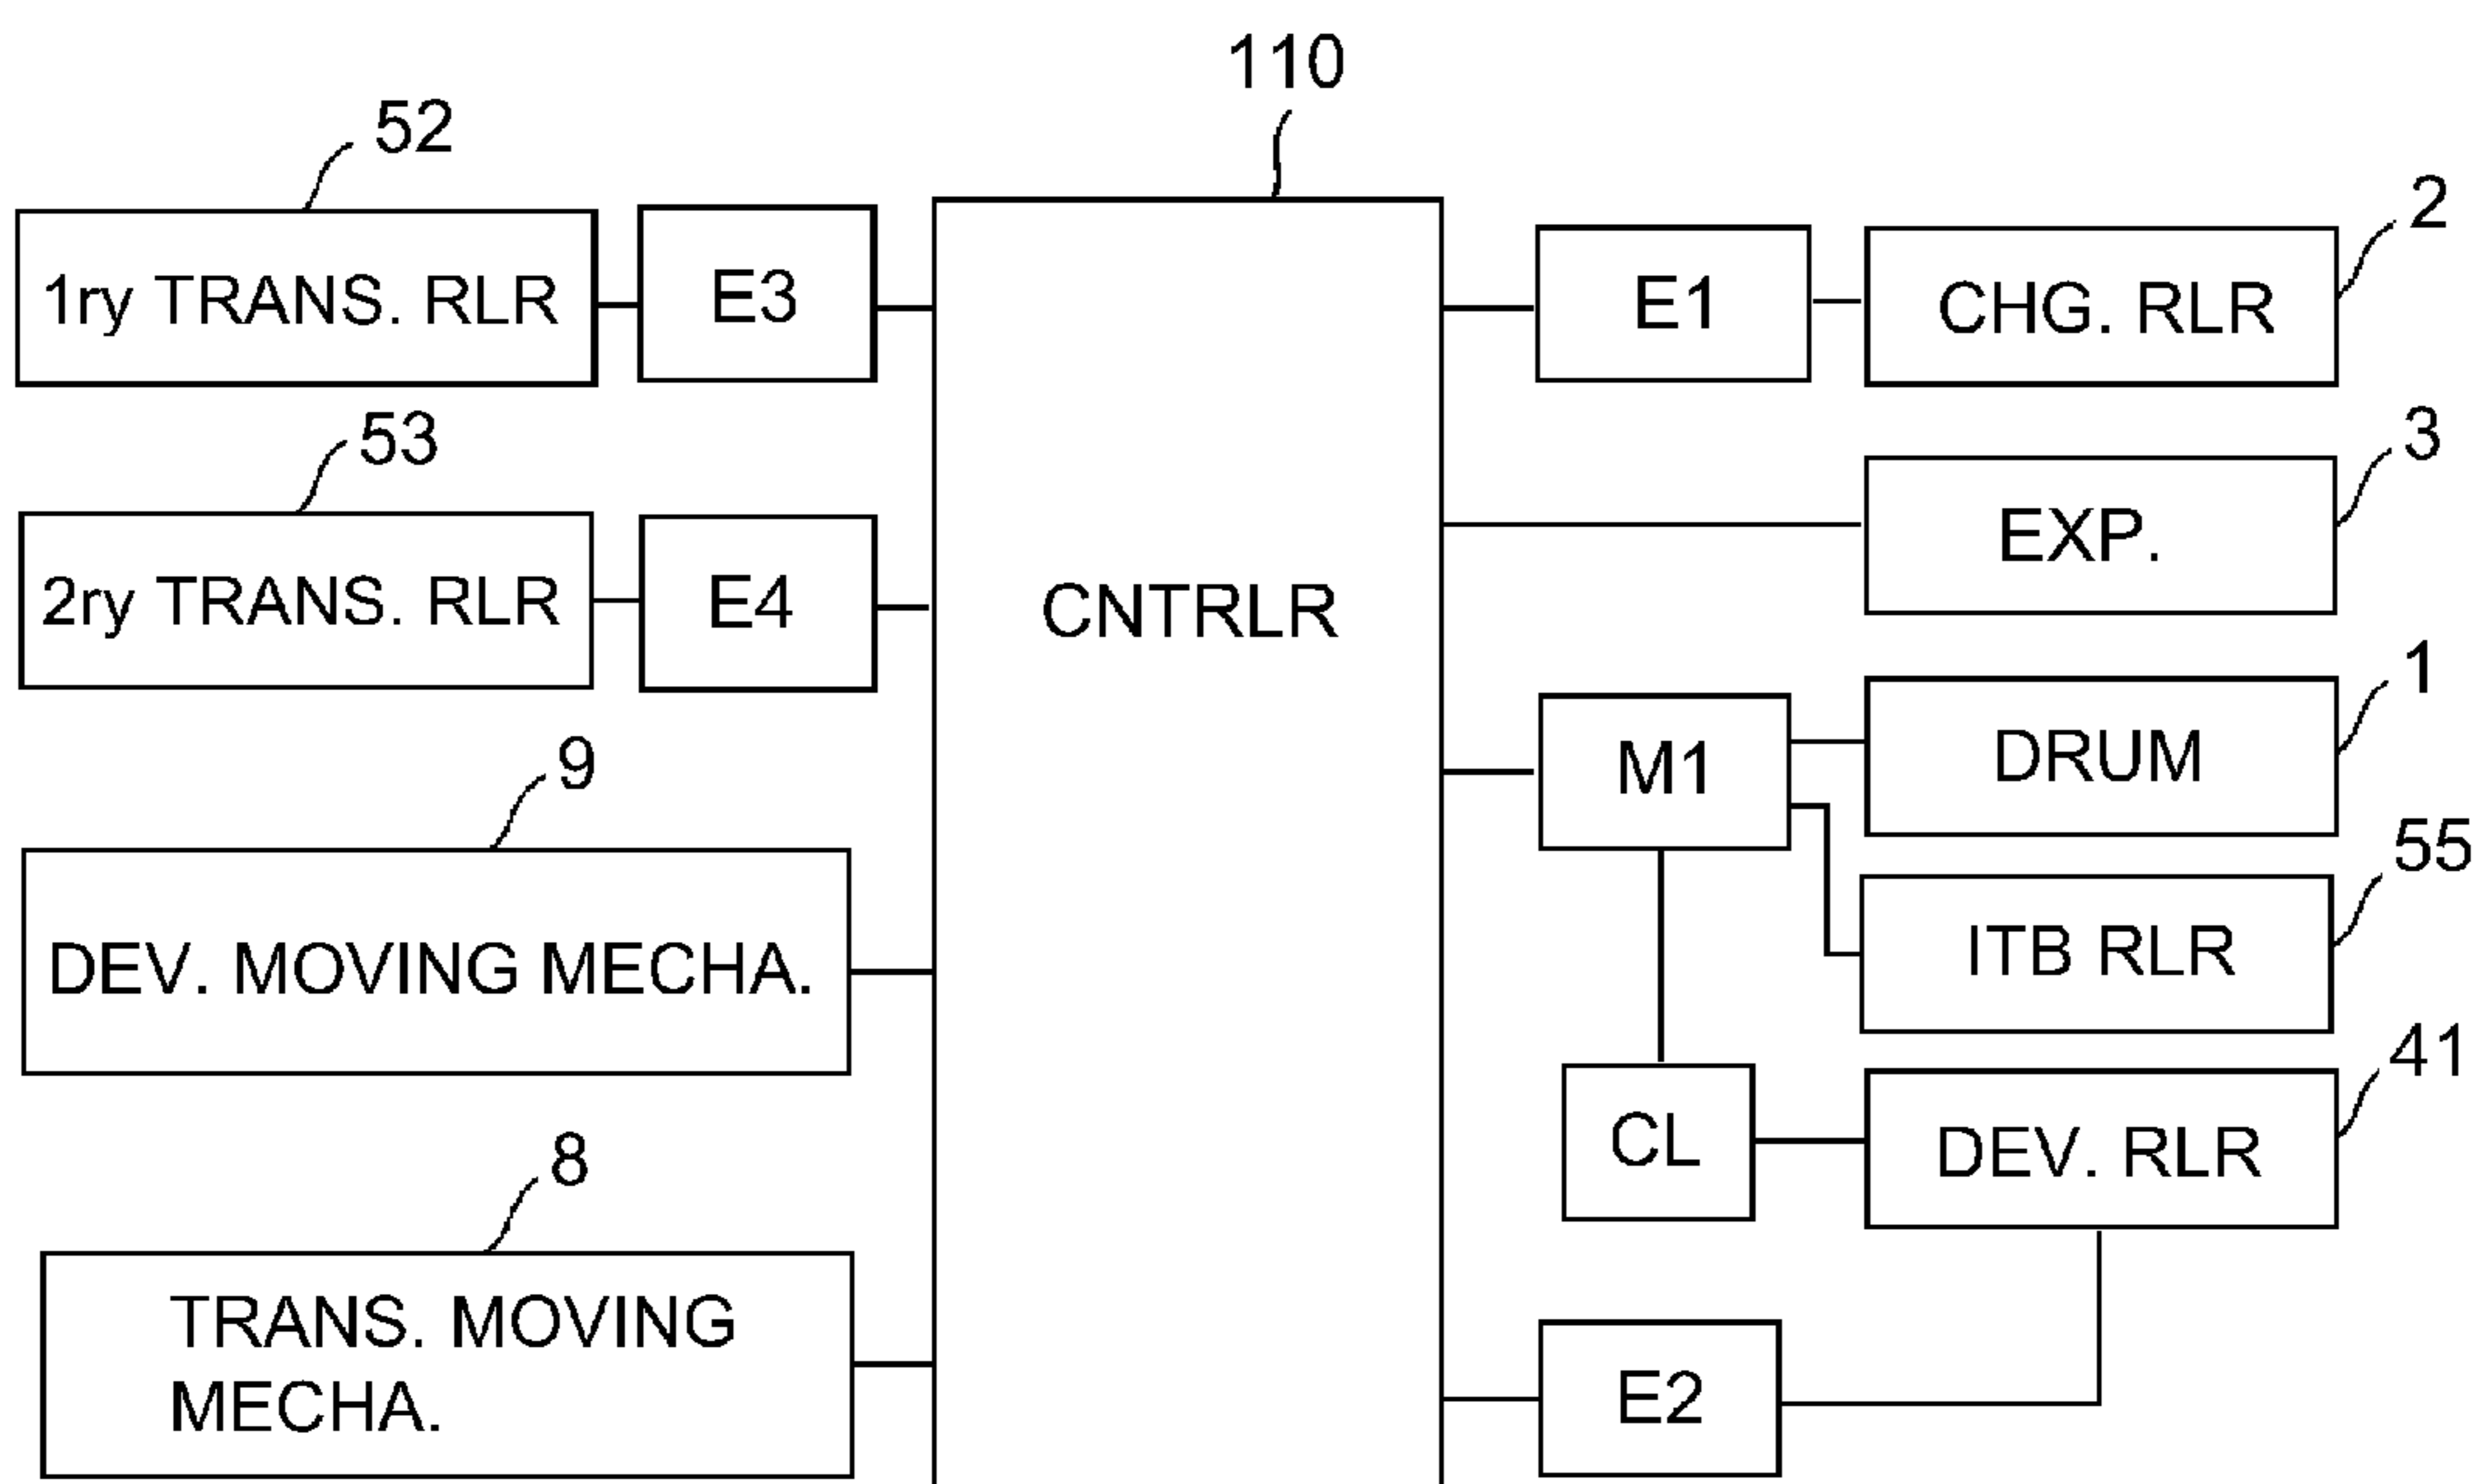 110
52
2
1ry TRANS. RLR
E3
E1
CHG. RLR
53
3
2ry TRANS. RLR
E4
CNTRLR
EXP.
1
9
M1
DRUM
55
DEV. MOVING MECHA.
ITB RLR
41
8
CL
DEV. RLR
TRANS. MOVING
MECHA.
E2